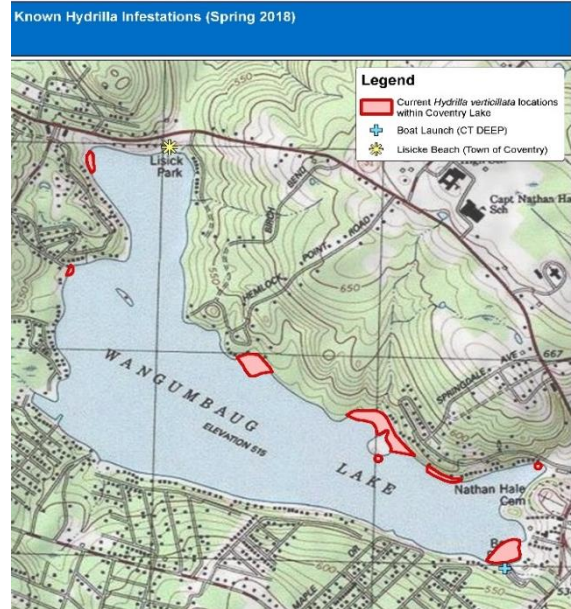 Known Hydrilla Infestations (Spring 2018)
Legend
Current Hydrilla verticillata locations
within Coventry Lake
Boat Launch (CT DEEP)
Lisicke Beach (Town of Coventry)
550
600
Lisick
Park
Capt Nathan Ha
Sch
BIRCH BEND
HEMLOCK POINT ROAD
650
550
667
SPRINGDALE AVE
WANGUMBAUG
LAKE
ELEVATION 515
Nathan Hale
Cem
600